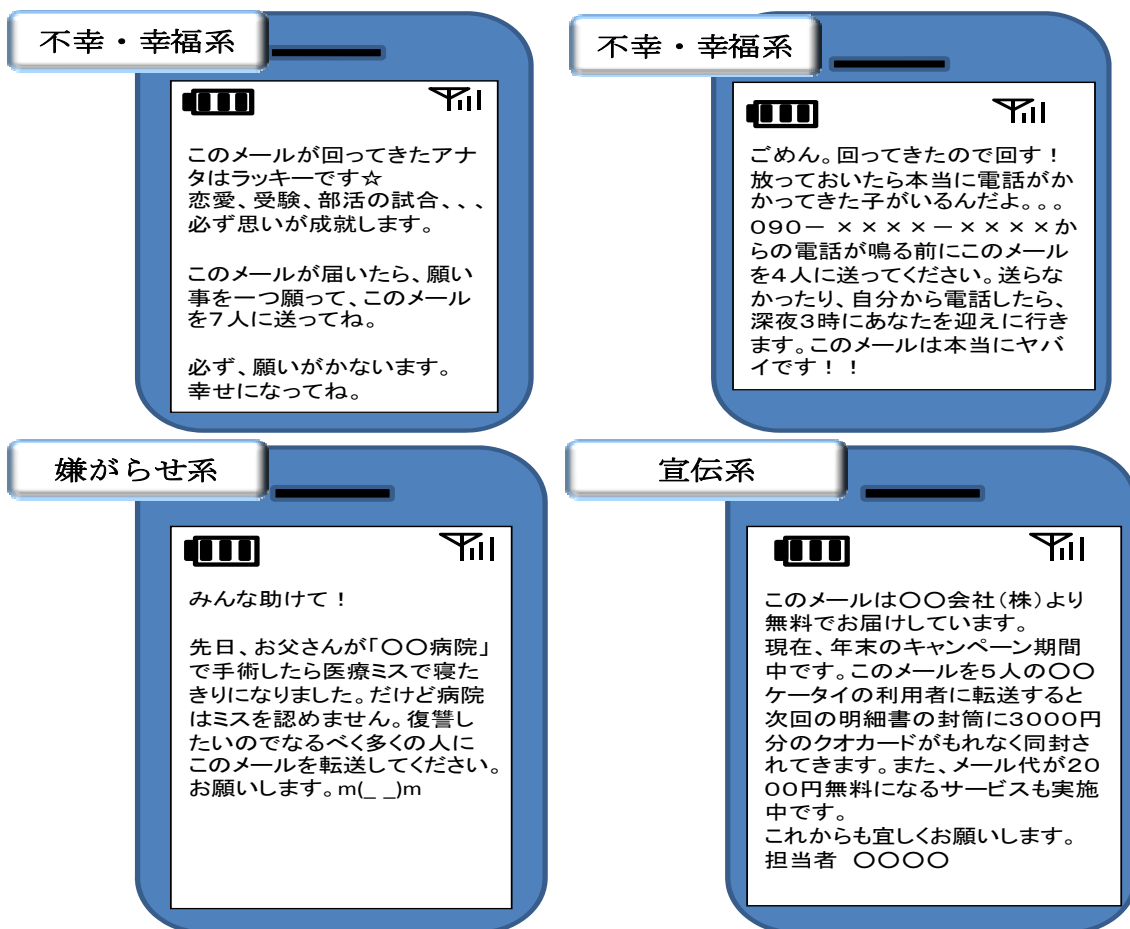 不幸・幸福系
このメールが回ってきたアナ
タはラッキーです☆
恋愛、受験、部活の試合、、、
必ず思いが成就します。
このメールが届いたら、願い
事を一つ願って、このメール
を7人に送ってね。
必ず、願いがかないます。
幸せになってね。
不幸・幸福系
ごめん。回ってきたので回す！
放っておいたら本当に電話がか
かってきた子がいるんだよ。。。
090－××××－××××か
らの電話が鳴る前にこのメール
を4人に送ってください。送らな
かったり、自分から電話したら、
深夜3時にあなたを迎えに行き
ます。このメールは本当にヤバ
イです！！
嫌がらせ系
みんな助けて！
先日、お父さんが「〇〇病院」
で手術したら医療ミスで寝た
きりになりました。だけど病院
はミスを認めません。復讐し
たいのでなるべく多くの人に
このメールを転送してください。
お願いします。m(_ _)m
宣伝系
このメールは〇〇会社（株）より
無料でお届けしています。
現在、年末のキャンペーン期間
中です。このメールを5人の〇〇
ケータイの利用者に転送すると
次回の明細書の封筒に3000円
分のクオカードがもれなく同封さ
れてきます。また、メール代が20
00円無料になるサービスも実施
中です。
これからも宜しくお願いします。
担当者　〇〇〇〇